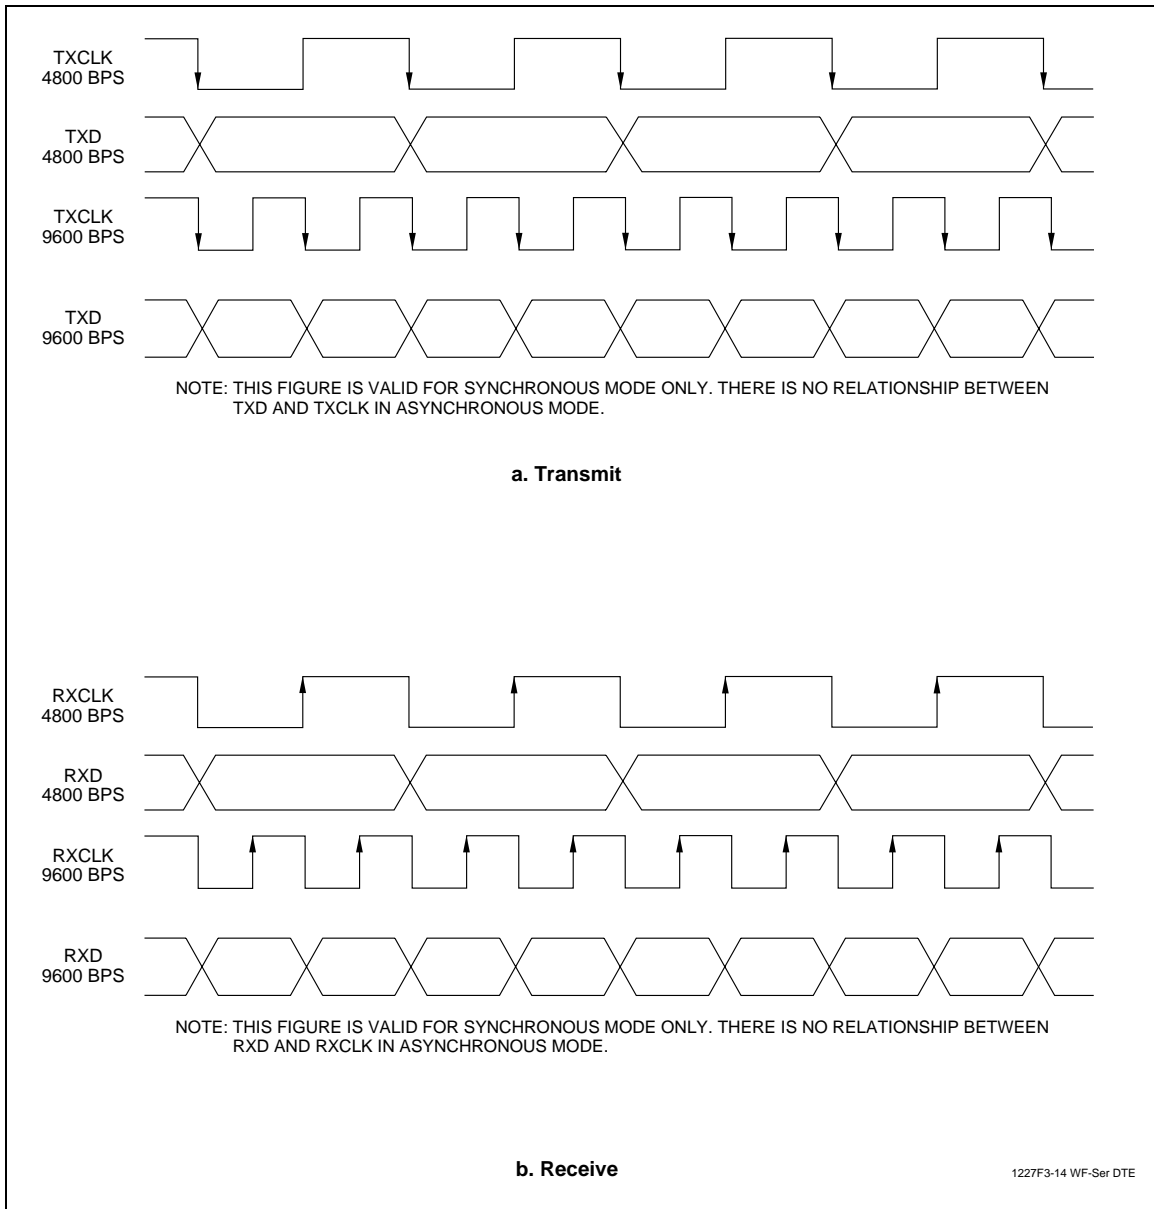 TXCLK
4800 BPS
TXD
4800 BPS
TXCLK
9600 BPS
TXD
9600 BPS
NOTE: THIS FIGURE IS VALID FOR SYNCHRONOUS MODE ONLY. THERE IS NO RELATIONSHIP BETWEEN
TXD AND TXCLK IN ASYNCHRONOUS MODE.
a. Transmit
RXCLK
4800 BPS
RXD
4800 BPS
RXCLK
9600 BPS
RXD
9600 BPS
NOTE: THIS FIGURE IS VALID FOR SYNCHRONOUS MODE ONLY. THERE IS NO RELATIONSHIP BETWEEN
RXD AND RXCLK IN ASYNCHRONOUS MODE.
b. Receive
1227F3-14 WF-Ser DTE